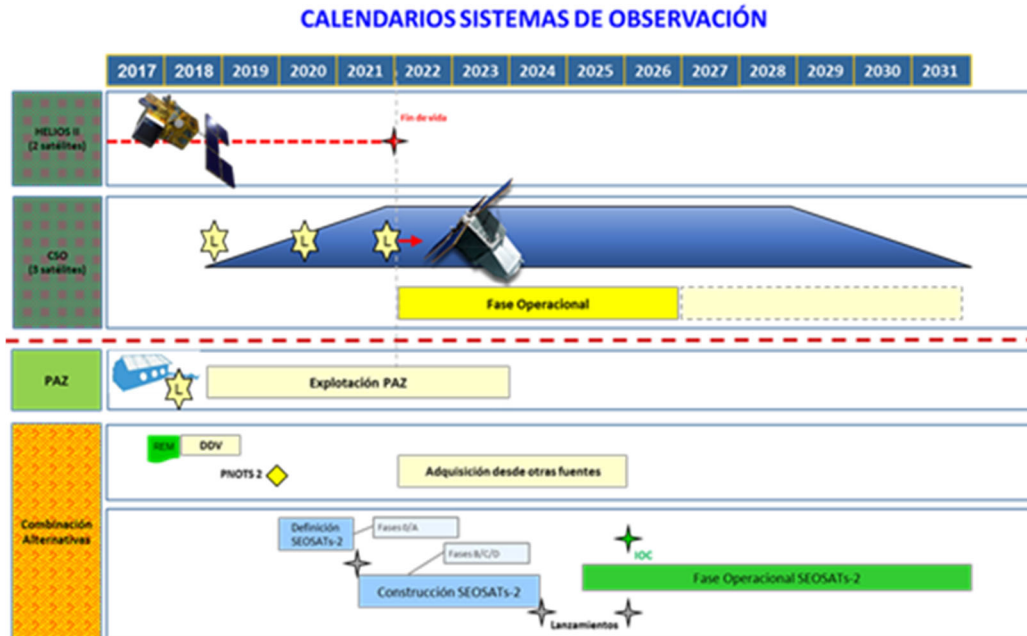 CALENDARIOS SISTEMAS DE OBSERVACIÓN
2017 2018 2019 2020 2021 2022 2023 2024 2025 2026 2027 2028 2029 2030 2031
HELIOS II
(2 satélites)
Fin de vida
CSO
(3 satélites)
L
L
L
Fase Operacional
PAZ
L
Explotación PAZ
Combinación
Alternativas
REM
DDV
PNOTS 2
Adquisición desde otras fuentes
Definición
SEOSATs-2
Fases 0/A
Fases B/C/D
Construcción SEOSATs-2
IOC
Fase Operacional SEOSATs-2
Lanzamientos